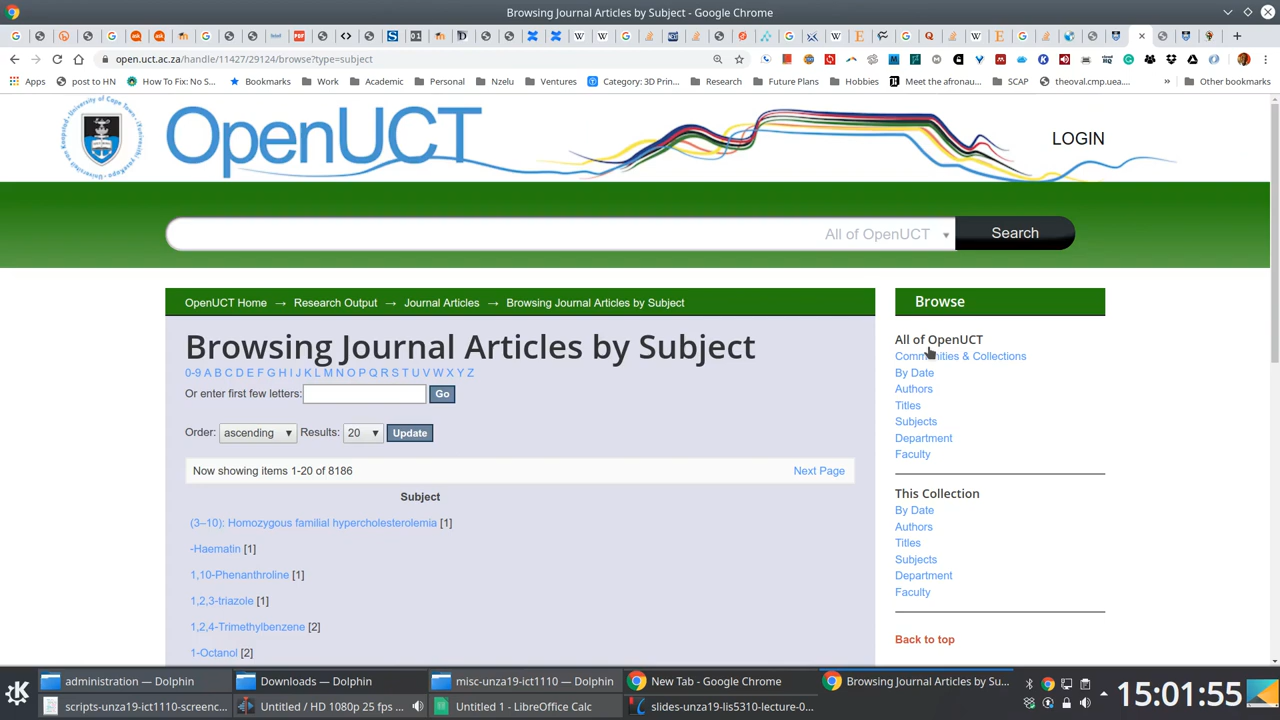 Browsing Journal Articles by Subject - Google Chrome
open.uct.ac.za/handle/11427/29124/browse?type=subject
Apps post to HN How To Fix: No S... Bookmarks Work Academic Personal Nzelu Ventures Category: 3D Prin... Research Future Plans Hobbies Meet the afronau... SCAP theoval.cmp.uea.... » Other bookmarks
OpenUCT
LOGIN
All of OpenUCT
Search
OpenUCT Home → Research Output → Journal Articles → Browsing Journal Articles by Subject
Browsing Journal Articles by Subject
0-9 A B C D E F G H I J K L M N O P Q R S T U V W X Y Z
Or enter first few letters: Go
Order: ascending Results: 20 Update
Now showing items 1-20 of 8186 Next Page
Subject
(3–10): Homozygous familial hypercholesterolemia [1]
-Haematin [1]
1,10-Phenanthroline [1]
1,2,3-triazole [1]
1,2,4-Trimethylbenzene [2]
1-Octanol [2]
Browse
All of OpenUCT
Communities & Collections
By Date
Authors
Titles
Subjects
Department
Faculty
This Collection
By Date
Authors
Titles
Subjects
Department
Faculty
Back to top
administration — Dolphin Downloads — Dolphin misc-unza19-ict1110 — Dolphin New Tab - Google Chrome Browsing Journal Articles by Su...
scripts-unza19-ict1110-screenc... Untitled / HD 1080p 25 fps ... Untitled 1 - LibreOffice Calc slides-unza19-lis5310-lecture-0...
15:01:55